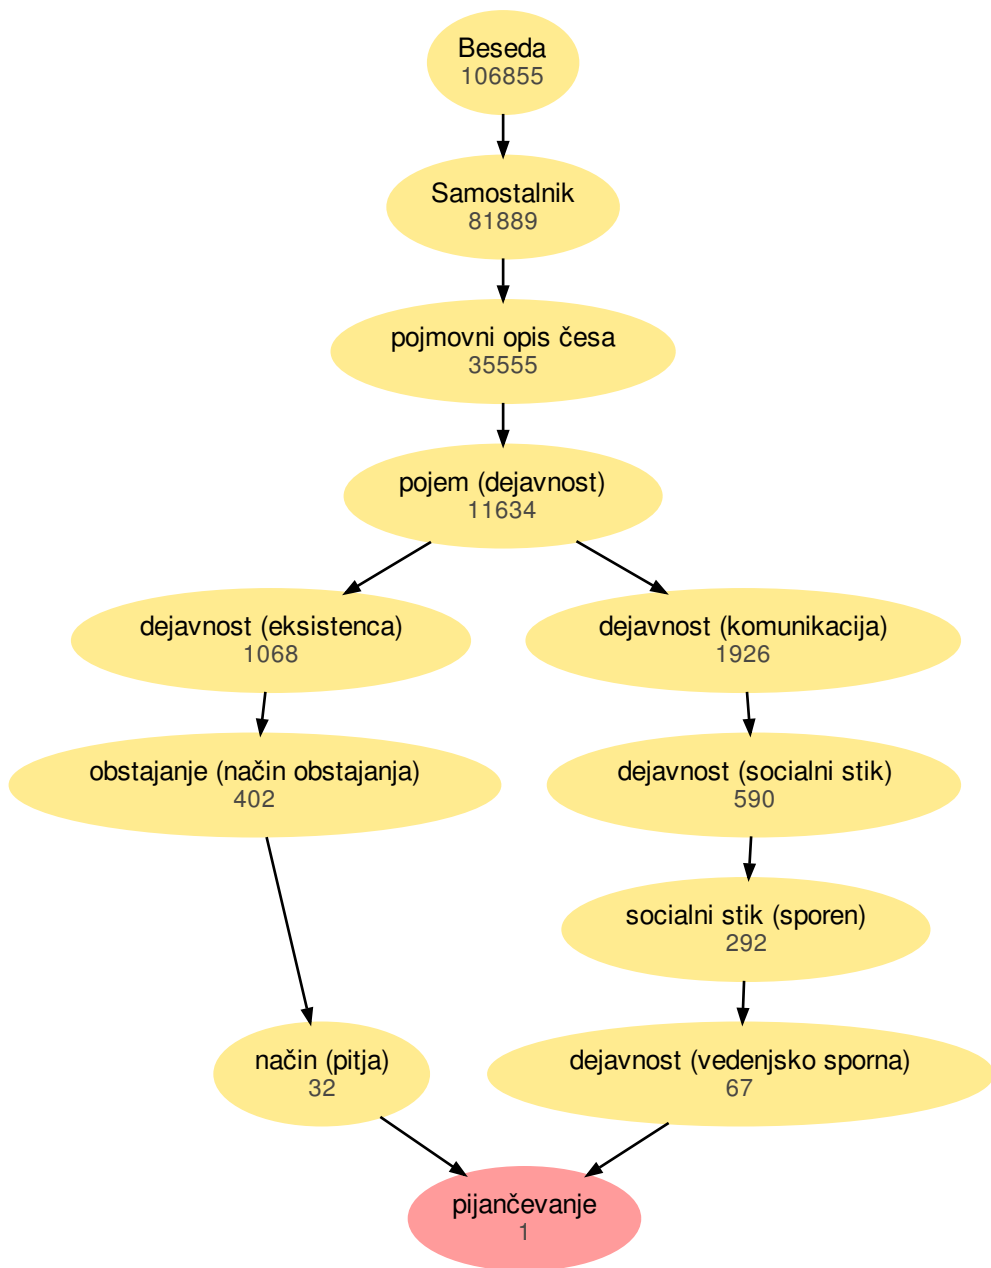 Beseda
106855
Samostalnik
81889
pojmovni opis česa
35555
pojem (dejavnost)
11634
dejavnost (eksistenca)
1068
dejavnost (komunikacija)
1926
obstajanje (način obstajanja)
402
dejavnost (socialni stik)
590
socialni stik (sporen)
292
način (pitja)
32
dejavnost (vedenjsko sporna)
67
pijančevanje
1